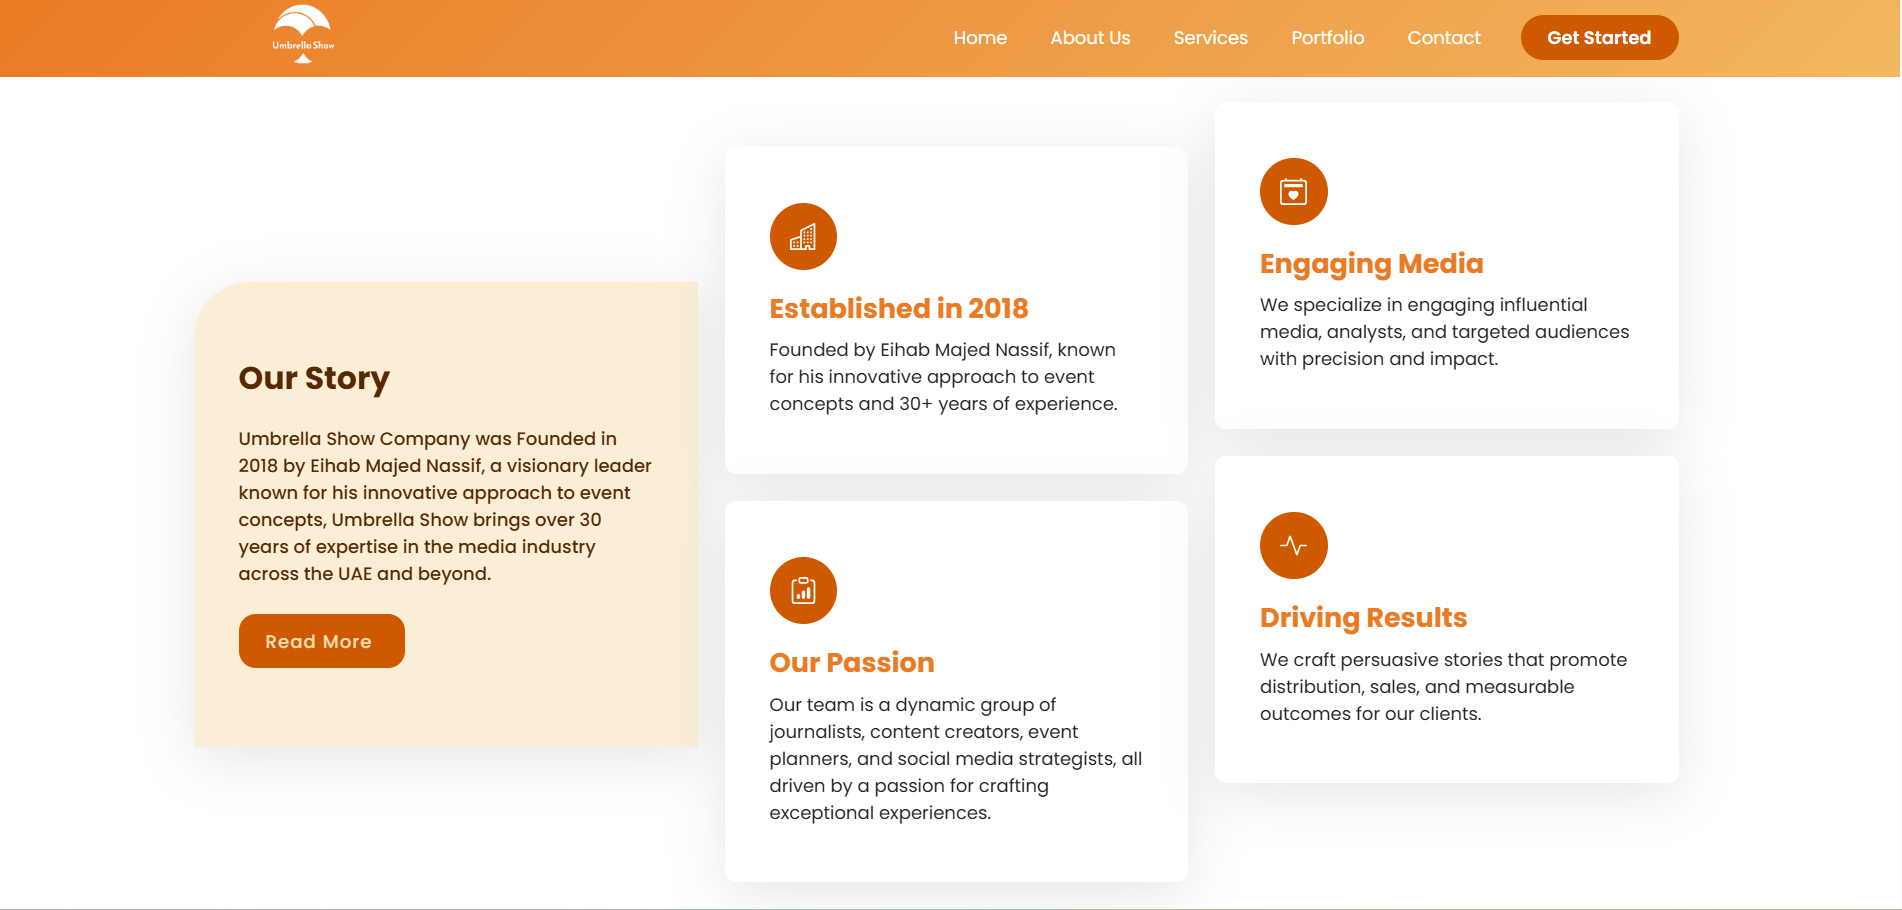 Umbrella Show
Home
About Us
Services
Portfolio
Contact
Get Started
Our Story
Umbrella Show Company was Founded in
2018 by Eihab Majed Nassif, a visionary leader
known for his innovative approach to event
concepts, Umbrella Show brings over 30
years of expertise in the media industry
across the UAE and beyond.
Read More
Established in 2018
Founded by Eihab Majed Nassif, known
for his innovative approach to event
concepts and 30+ years of experience.
Our Passion
Our team is a dynamic group of
journalists, content creators, event
planners, and social media strategists, all
driven by a passion for crafting
exceptional experiences.
Engaging Media
We specialize in engaging influential
media, analysts, and targeted audiences
with precision and impact.
Driving Results
We craft persuasive stories that promote
distribution, sales, and measurable
outcomes for our clients.